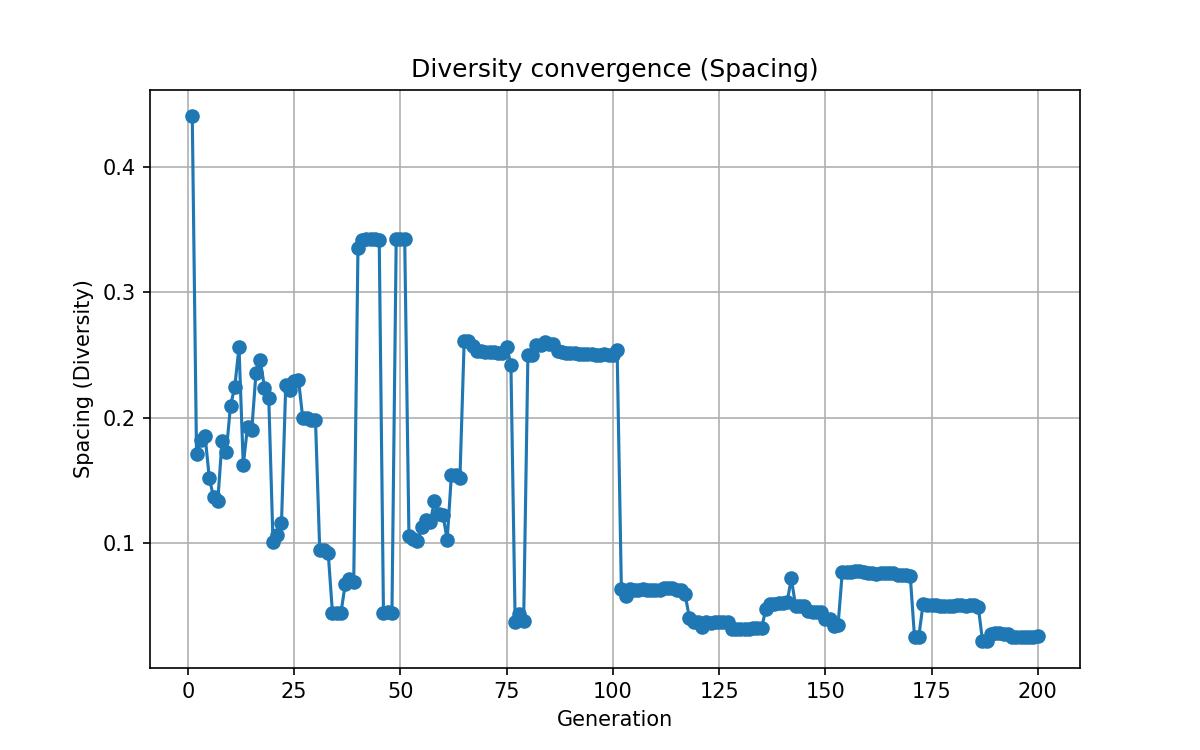 Diversity convergence (Spacing)
Spacing (Diversity)
0.4
0.3
0.2
0.1
0 25 50 75 100 125 150 175 200
Generation